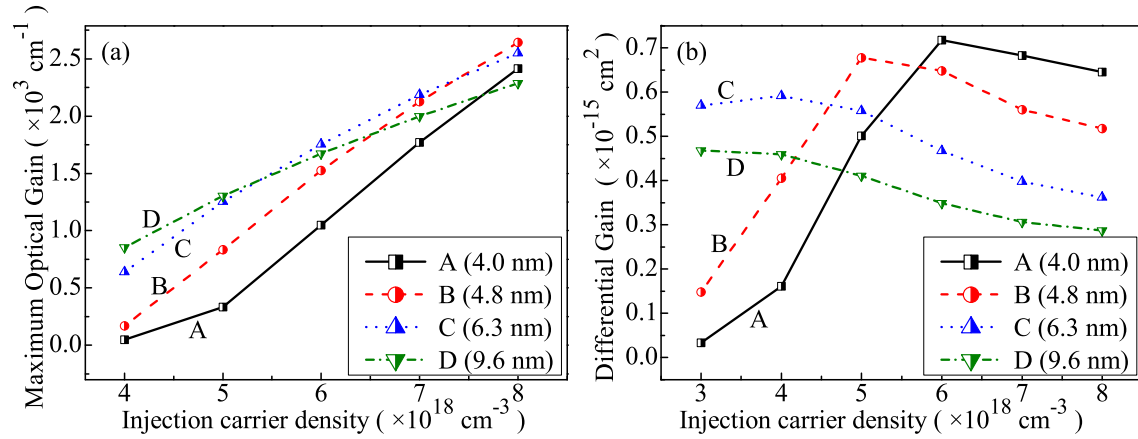 (a)
Maximum Optical Gain ( ×10³ cm⁻¹)
2.5
2.0
1.5
1.0
0.5
0.0
D
C
B
A
A (4.0 nm)
B (4.8 nm)
C (6.3 nm)
D (9.6 nm)
4 5 6 7 8
Injection carrier density ( ×10¹⁸ cm⁻³)
(b)
Differential Gain ( ×10⁻¹⁵ cm²)
0.7
0.6
0.5
0.4
0.3
0.2
0.1
0.0
C
D
B
A
A (4.0 nm)
B (4.8 nm)
C (6.3 nm)
D (9.6 nm)
3 4 5 6 7 8
Injection carrier density ( ×10¹⁸ cm⁻³)